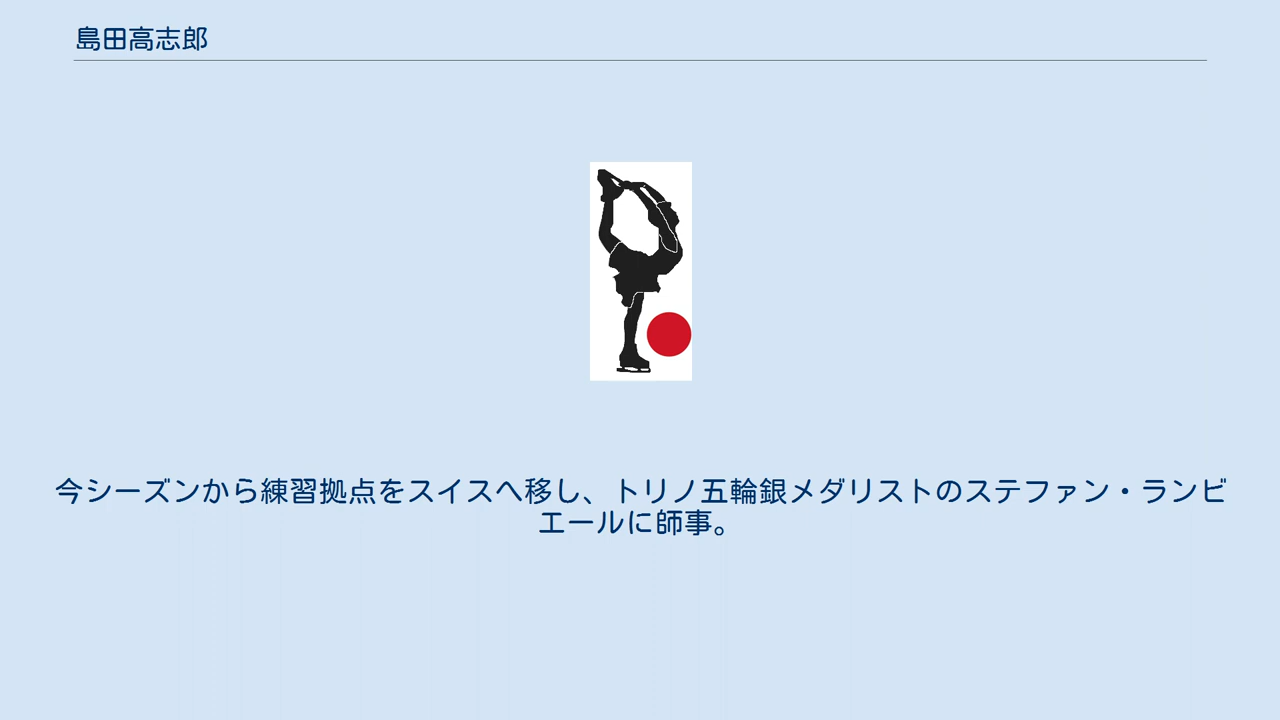 島田高志郎
今シーズンから練習拠点をスイスへ移し、トリノ五輪銀メダリストのステファン・ランビ
エールに師事。